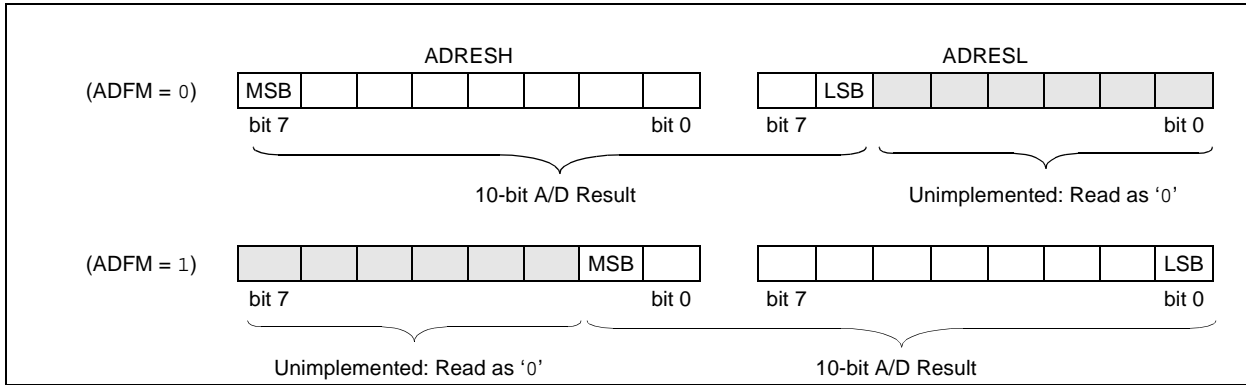 ADRESH ADRESL
(ADFM = 0) MSB LSB
bit 7 bit 0 bit 7 bit 0
10-bit A/D Result Unimplemented: Read as ‘0’
(ADFM = 1) MSB LSB
bit 7 bit 0 bit 7 bit 0
Unimplemented: Read as ‘0’ 10-bit A/D Result